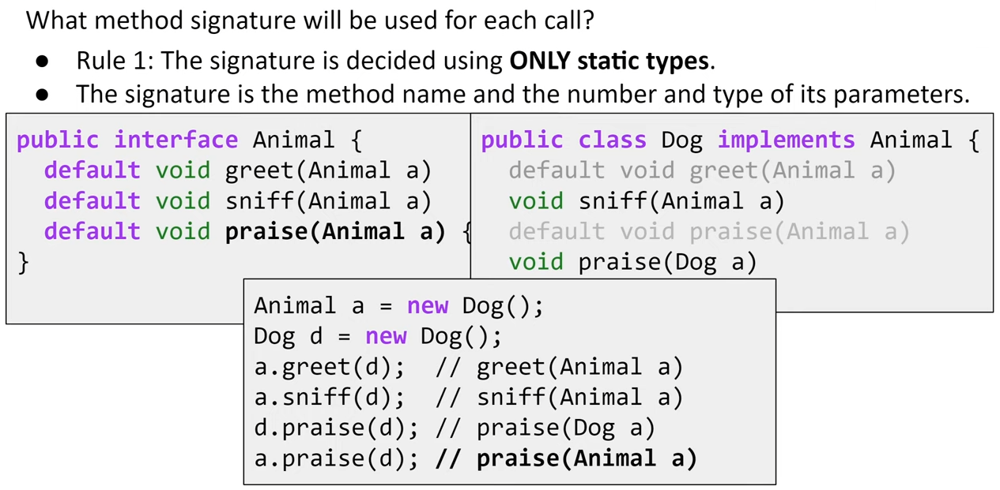 What method signature will be used for each call?
● Rule 1: The signature is decided using ONLY static types.
● The signature is the method name and the number and type of its parameters.
public interface Animal {
default void greet(Animal a)
default void sniff(Animal a)
default void praise(Animal a) {
}
public class Dog implements Animal {
default void greet(Animal a)
void sniff(Animal a)
default void praise(Animal a)
void praise(Dog a)
Animal a = new Dog();
Dog d = new Dog();
a.greet(d); // greet(Animal a)
a.sniff(d); // sniff(Animal a)
d.praise(d); // praise(Dog a)
a.praise(d); // praise(Animal a)